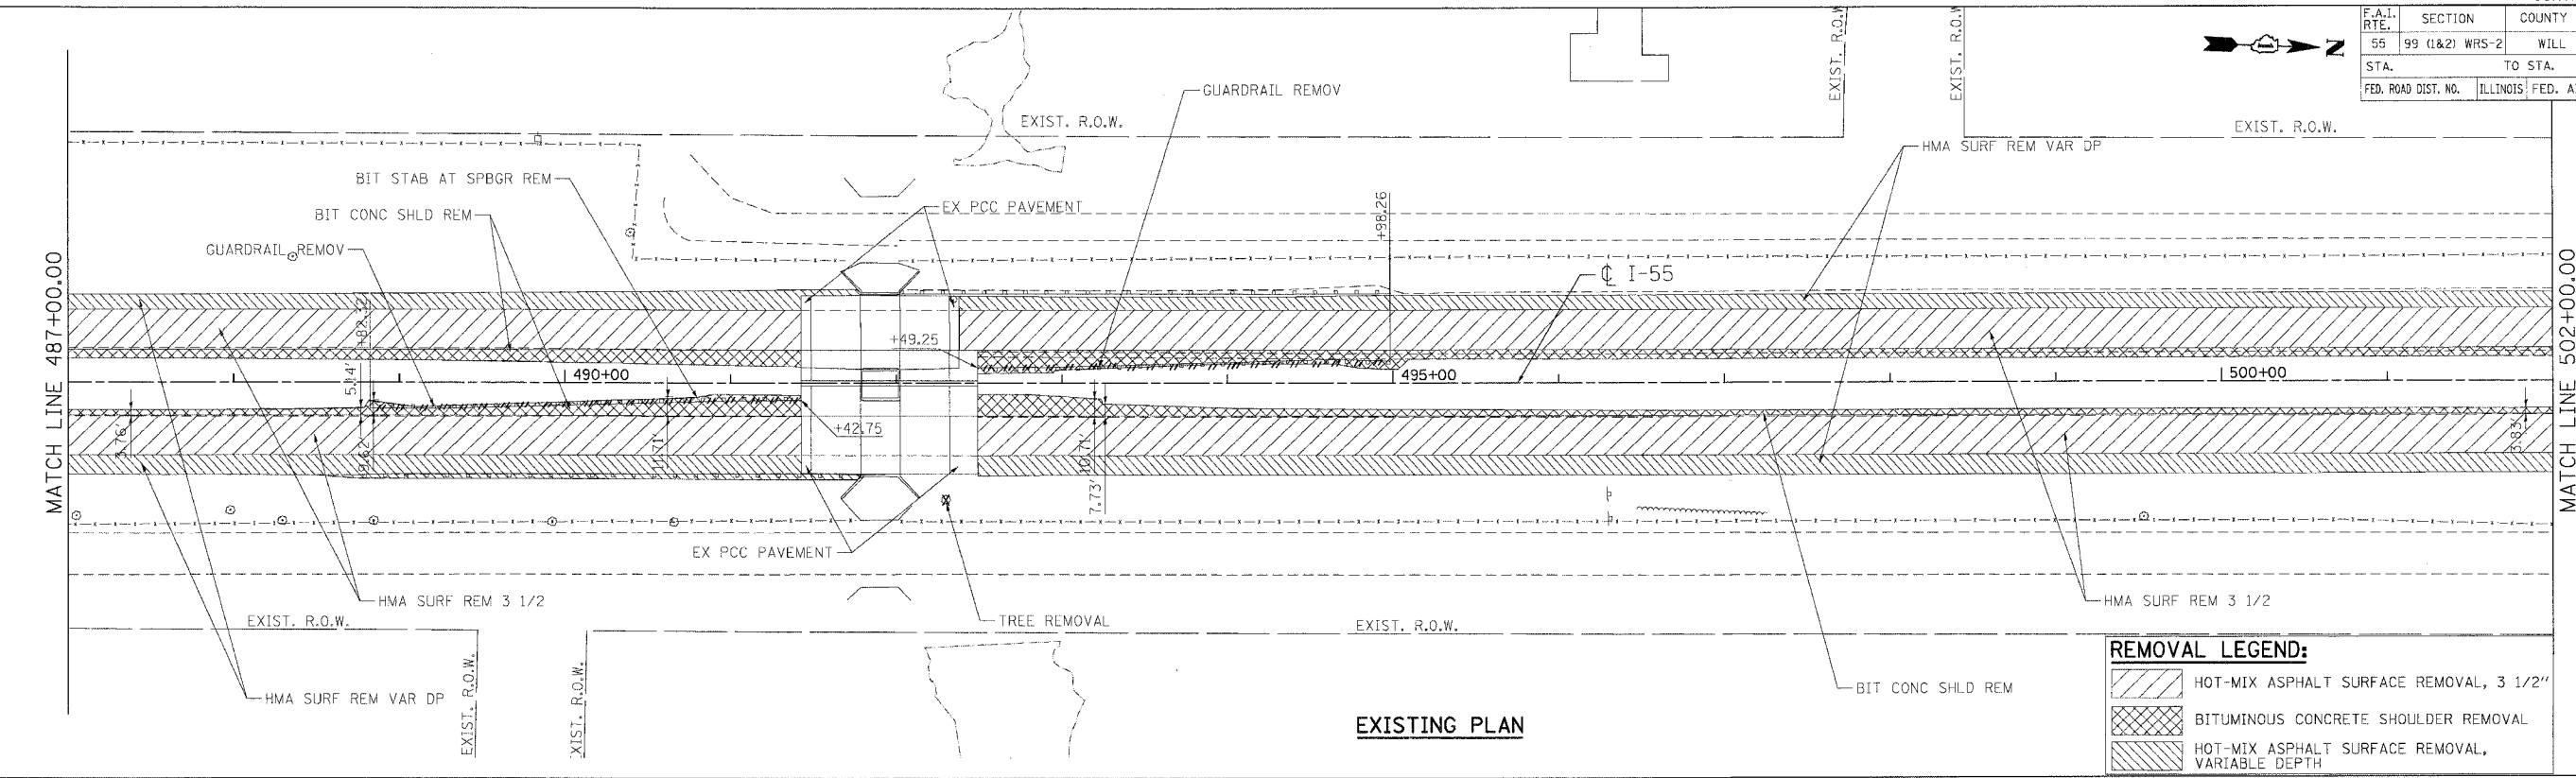 F.A.I. RTE. SECTION COUNTY
55 99 (1&2) WRS-2 WILL
STA. TO STA.
FED. ROAD DIST. NO. ILLINOIS FED.
N
EXIST. R.O.W.
EXIST. R.O.W.
GUARDRAIL REMOV
EXIST. R.O.W.
EXIST. R.O.W.
HMA SURF REM VAR DP
BIT STAB AT SPBGR REM
BIT CONC SHLD REM
EX PCC PAVEMENT
GUARDRAIL REMOV
+98.26
℄ I-55
MATCH LINE 487+00.00
MATCH LINE 502+00.00
+82.32
5.14'
+49.25
490+00
495+00
500+00
3.76'
9.62'
11.71'
+42.75
10.71'
7.73'
3.83'
EX PCC PAVEMENT
HMA SURF REM 3 1/2
HMA SURF REM 3 1/2
EXIST. R.O.W.
TREE REMOVAL
EXIST. R.O.W.
EXIST. R.O.W.
EXIST. R.O.W.
HMA SURF REM VAR DP
BIT CONC SHLD REM
EXISTING PLAN
REMOVAL LEGEND:
HOT-MIX ASPHALT SURFACE REMOVAL, 3 1/2"
BITUMINOUS CONCRETE SHOULDER REMOVAL
HOT-MIX ASPHALT SURFACE REMOVAL,
VARIABLE DEPTH